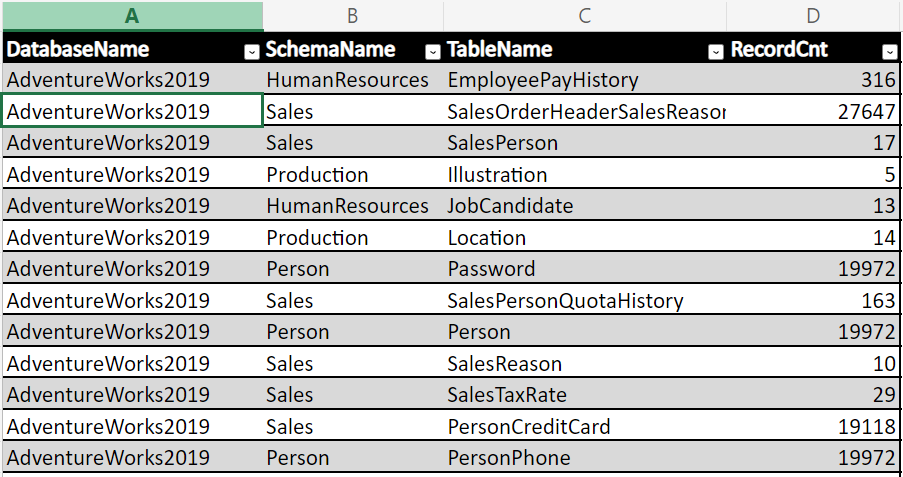 A B C D
DatabaseName SchemaName TableName RecordCnt
AdventureWorks2019 HumanResources EmployeePayHistory 316
AdventureWorks2019 Sales SalesOrderHeaderSalesReason 27647
AdventureWorks2019 Sales SalesPerson 17
AdventureWorks2019 Production Illustration 5
AdventureWorks2019 HumanResources JobCandidate 13
AdventureWorks2019 Production Location 14
AdventureWorks2019 Person Password 19972
AdventureWorks2019 Sales SalesPersonQuotaHistory 163
AdventureWorks2019 Person Person 19972
AdventureWorks2019 Sales SalesReason 10
AdventureWorks2019 Sales SalesTaxRate 29
AdventureWorks2019 Sales PersonCreditCard 19118
AdventureWorks2019 Person PersonPhone 19972